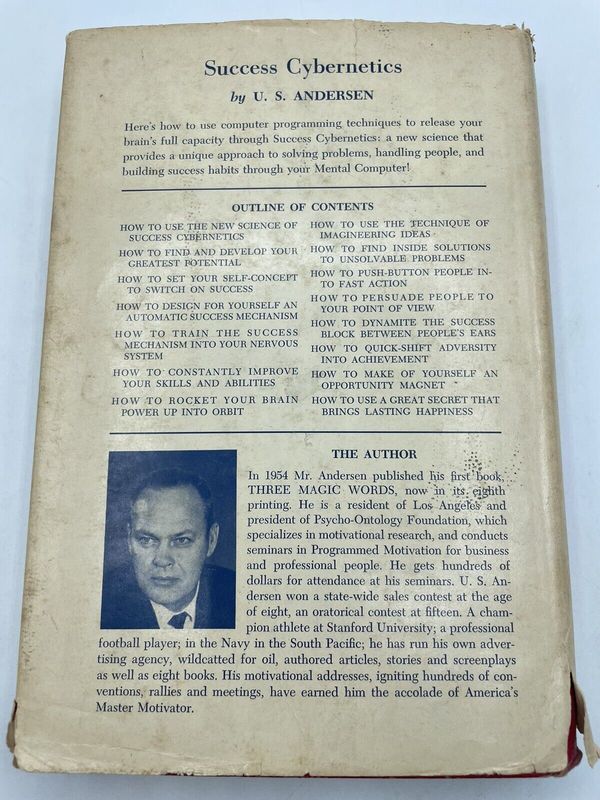 Success Cybernetics
by U. S. ANDERSEN
Here's how to use computer programming techniques to release your
brain's full capacity through Success Cybernetics: a new science that
provides a unique approach to solving problems, handling people, and
building success habits through your Mental Computer!
OUTLINE OF CONTENTS
HOW TO USE THE NEW SCIENCE OF
SUCCESS CYBERNETICS
HOW TO FIND AND DEVELOP YOUR
GREATEST POTENTIAL
HOW TO SET YOUR SELF-CONCEPT
TO SWITCH ON SUCCESS
HOW TO DESIGN FOR YOURSELF AN
AUTOMATIC SUCCESS MECHANISM
HOW TO TRAIN THE SUCCESS
MECHANISM INTO YOUR NERVOUS
SYSTEM
HOW TO CONSTANTLY IMPROVE
YOUR SKILLS AND ABILITIES
HOW TO ROCKET YOUR BRAIN
POWER UP INTO ORBIT
HOW TO USE THE TECHNIQUE OF
IMAGINEERING IDEAS
HOW TO FIND INSIDE SOLUTIONS
TO UNSOLVABLE PROBLEMS
HOW TO PUSH-BUTTON PEOPLE IN-
TO FAST ACTION
HOW TO PERSUADE PEOPLE TO
YOUR POINT OF VIEW
HOW TO DYNAMITE THE SUCCESS
BLOCK BETWEEN PEOPLE'S EARS
HOW TO QUICK-SHIFT ADVERSITY
INTO ACHIEVEMENT
HOW TO MAKE OF YOURSELF AN
OPPORTUNITY MAGNET
HOW TO USE A GREAT SECRET THAT
BRINGS LASTING HAPPINESS
THE AUTHOR
In 1954 Mr. Andersen published his first book,
THREE MAGIC WORDS, now in its eighth
printing. He is a resident of Los Angeles and
president of Psycho-Ontology Foundation, which
specializes in motivational research, and conducts
seminars in Programmed Motivation for business
and professional people. He gets hundreds of
dollars for attendance at his seminars. U. S. An-
dersen won a state-wide sales contest at the age
of eight, an oratorical contest at fifteen. A cham-
pion athlete at Stanford University; a professional
football player; in the Navy in the South Pacific; he has run his own adver-
tising agency, wildcatted for oil, authored articles, stories and screenplays
as well as eight books. His motivational addresses, igniting hundreds of con-
ventions, rallies and meetings, have earned him the accolade of America's
Master Motivator.